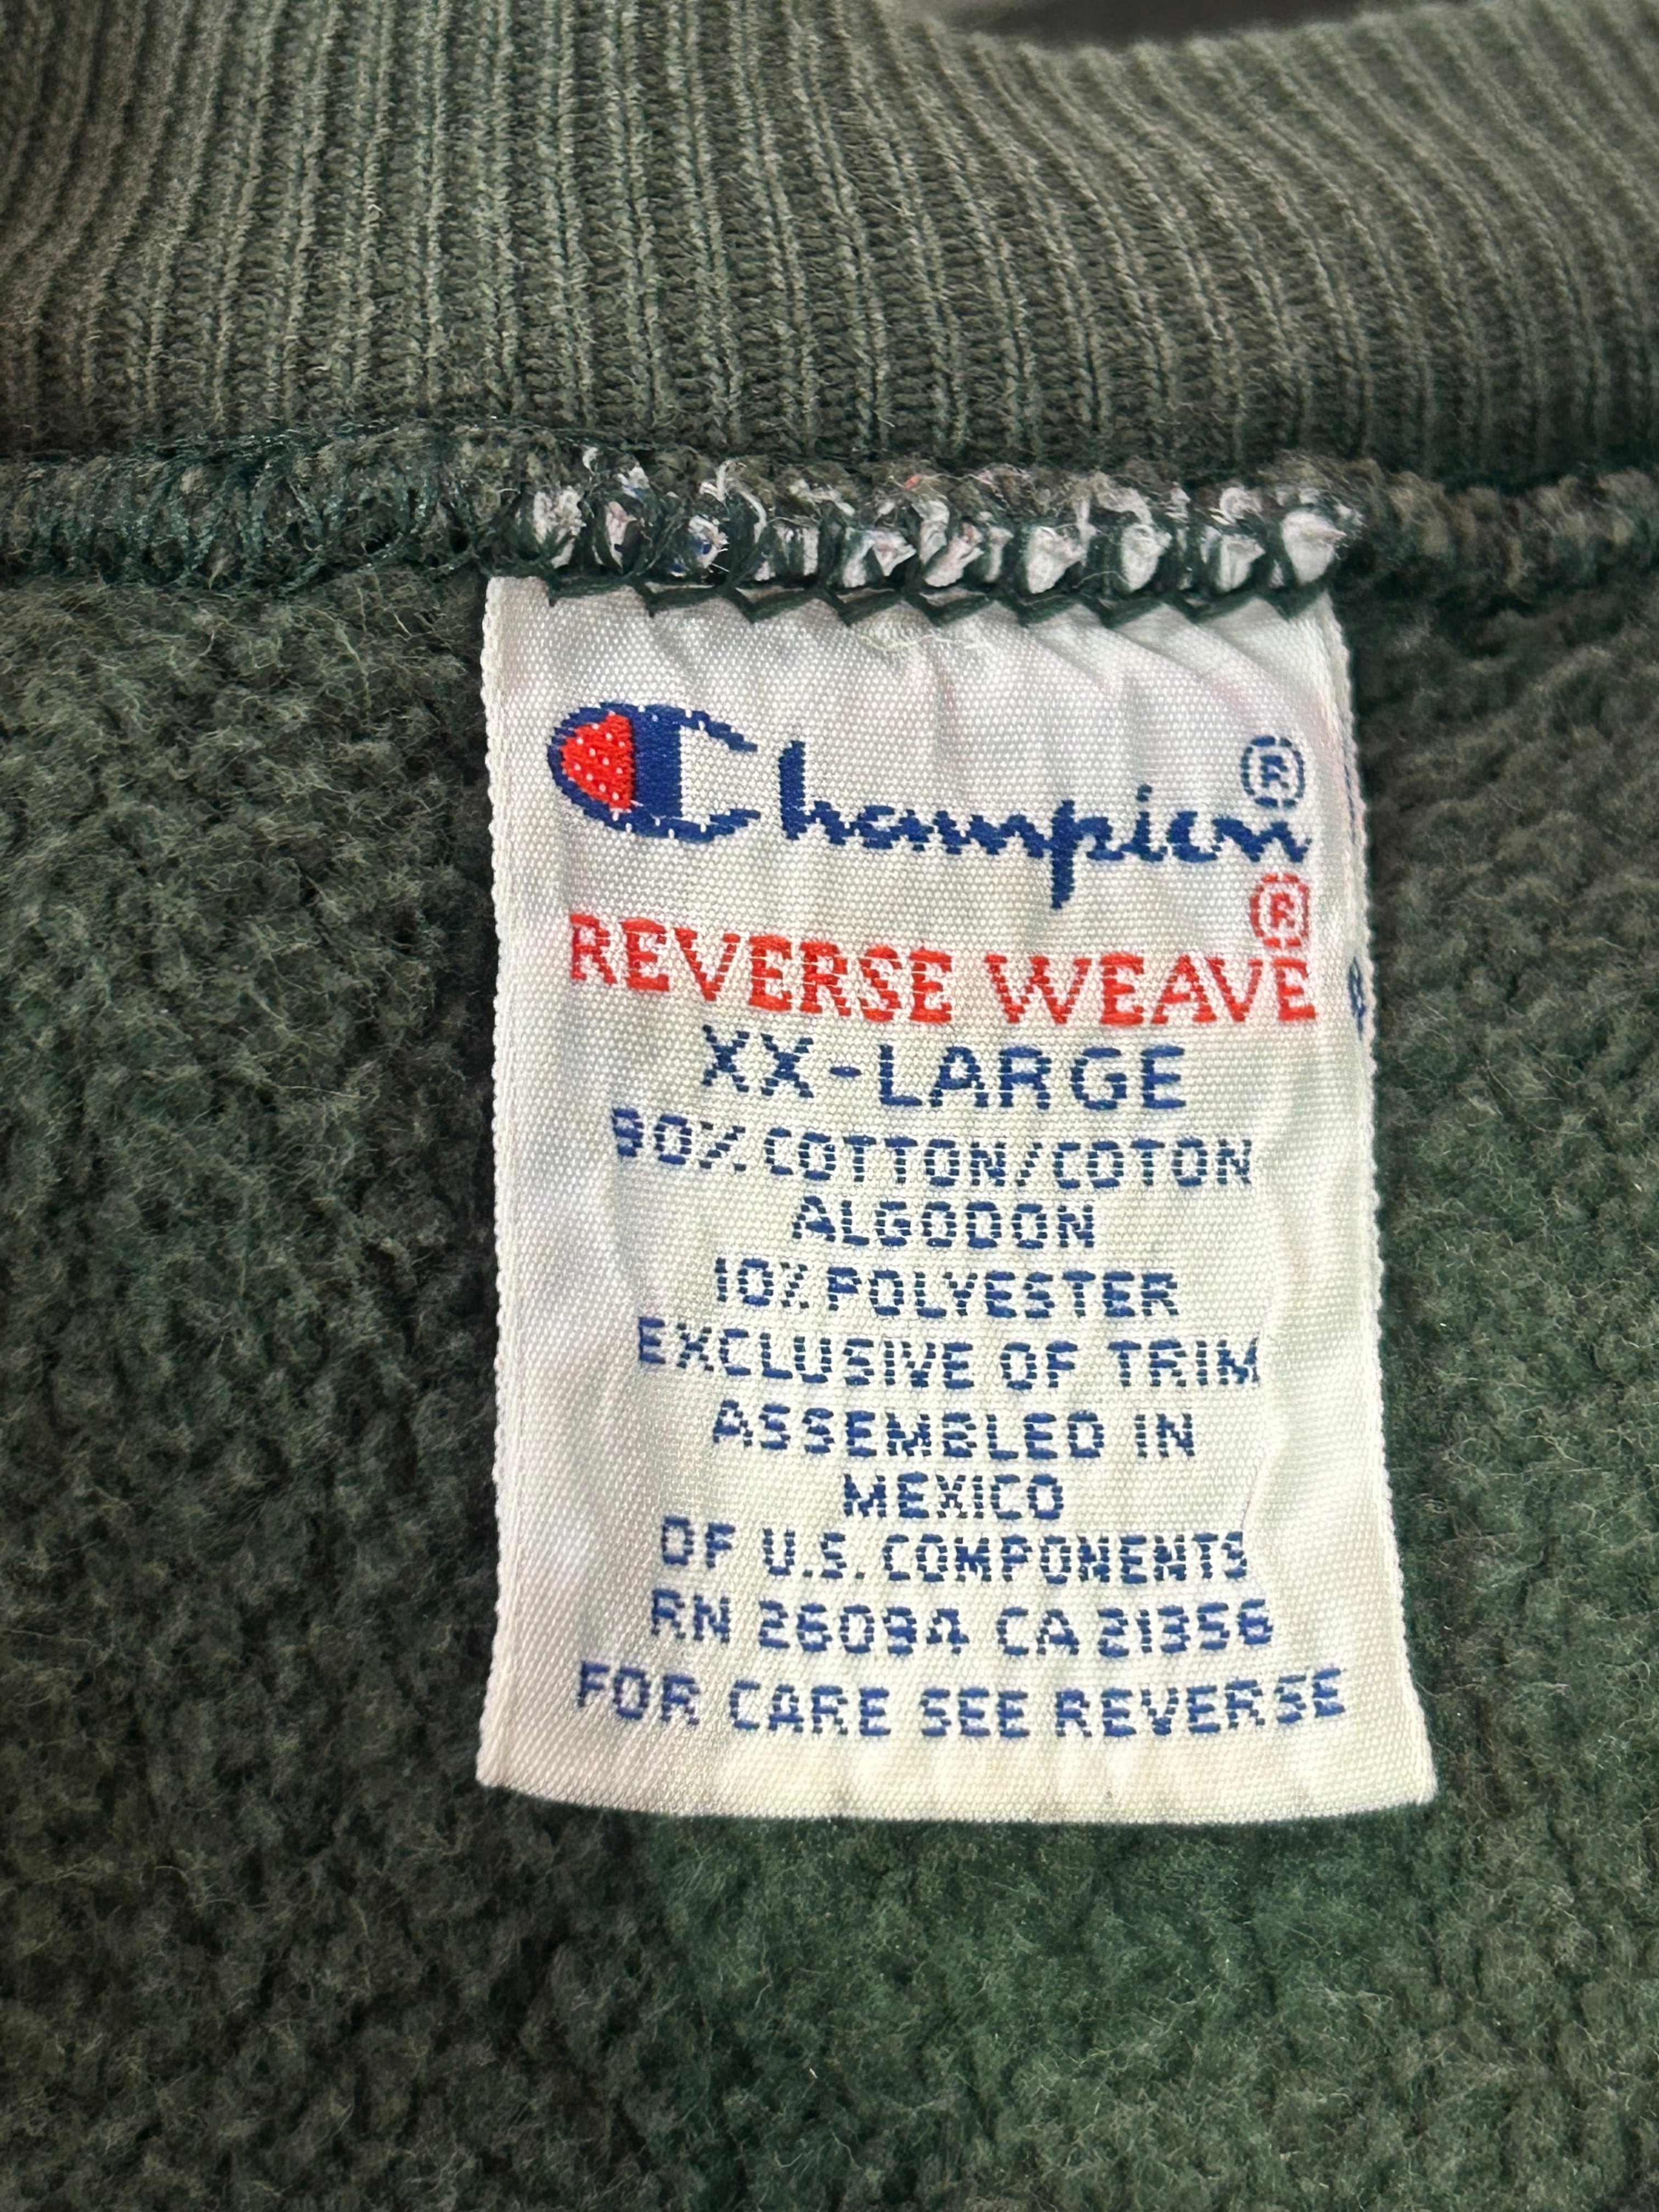 Champion®
REVERSE WEAVE®
XX-LARGE
90% COTTON/COTON
ALGODON
10% POLYESTER
EXCLUSIVE OF TRIM
ASSEMBLED IN
MEXICO
OF U.S. COMPONENTS
RN 26094 CA 21356
FOR CARE SEE REVERSE